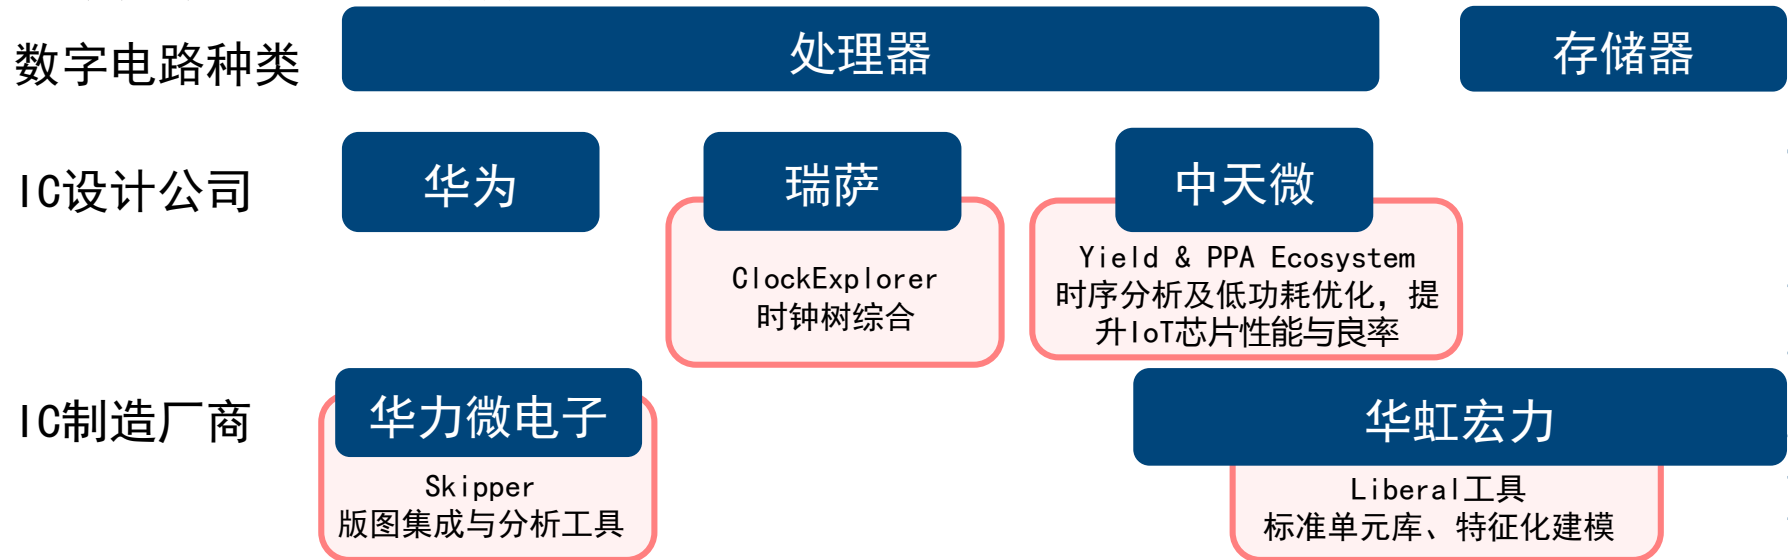 数字电路种类
处理器
存储器
IC设计公司
华为
瑞萨
中天微
ClockExplorer
时钟树综合
Yield & PPA Ecosystem
时序分析及低功耗优化，提
升IoT芯片性能与良率
IC制造厂商
华力微电子
华虹宏力
Skipper
版图集成与分析工具
Liberal工具
标准单元库、特征化建模